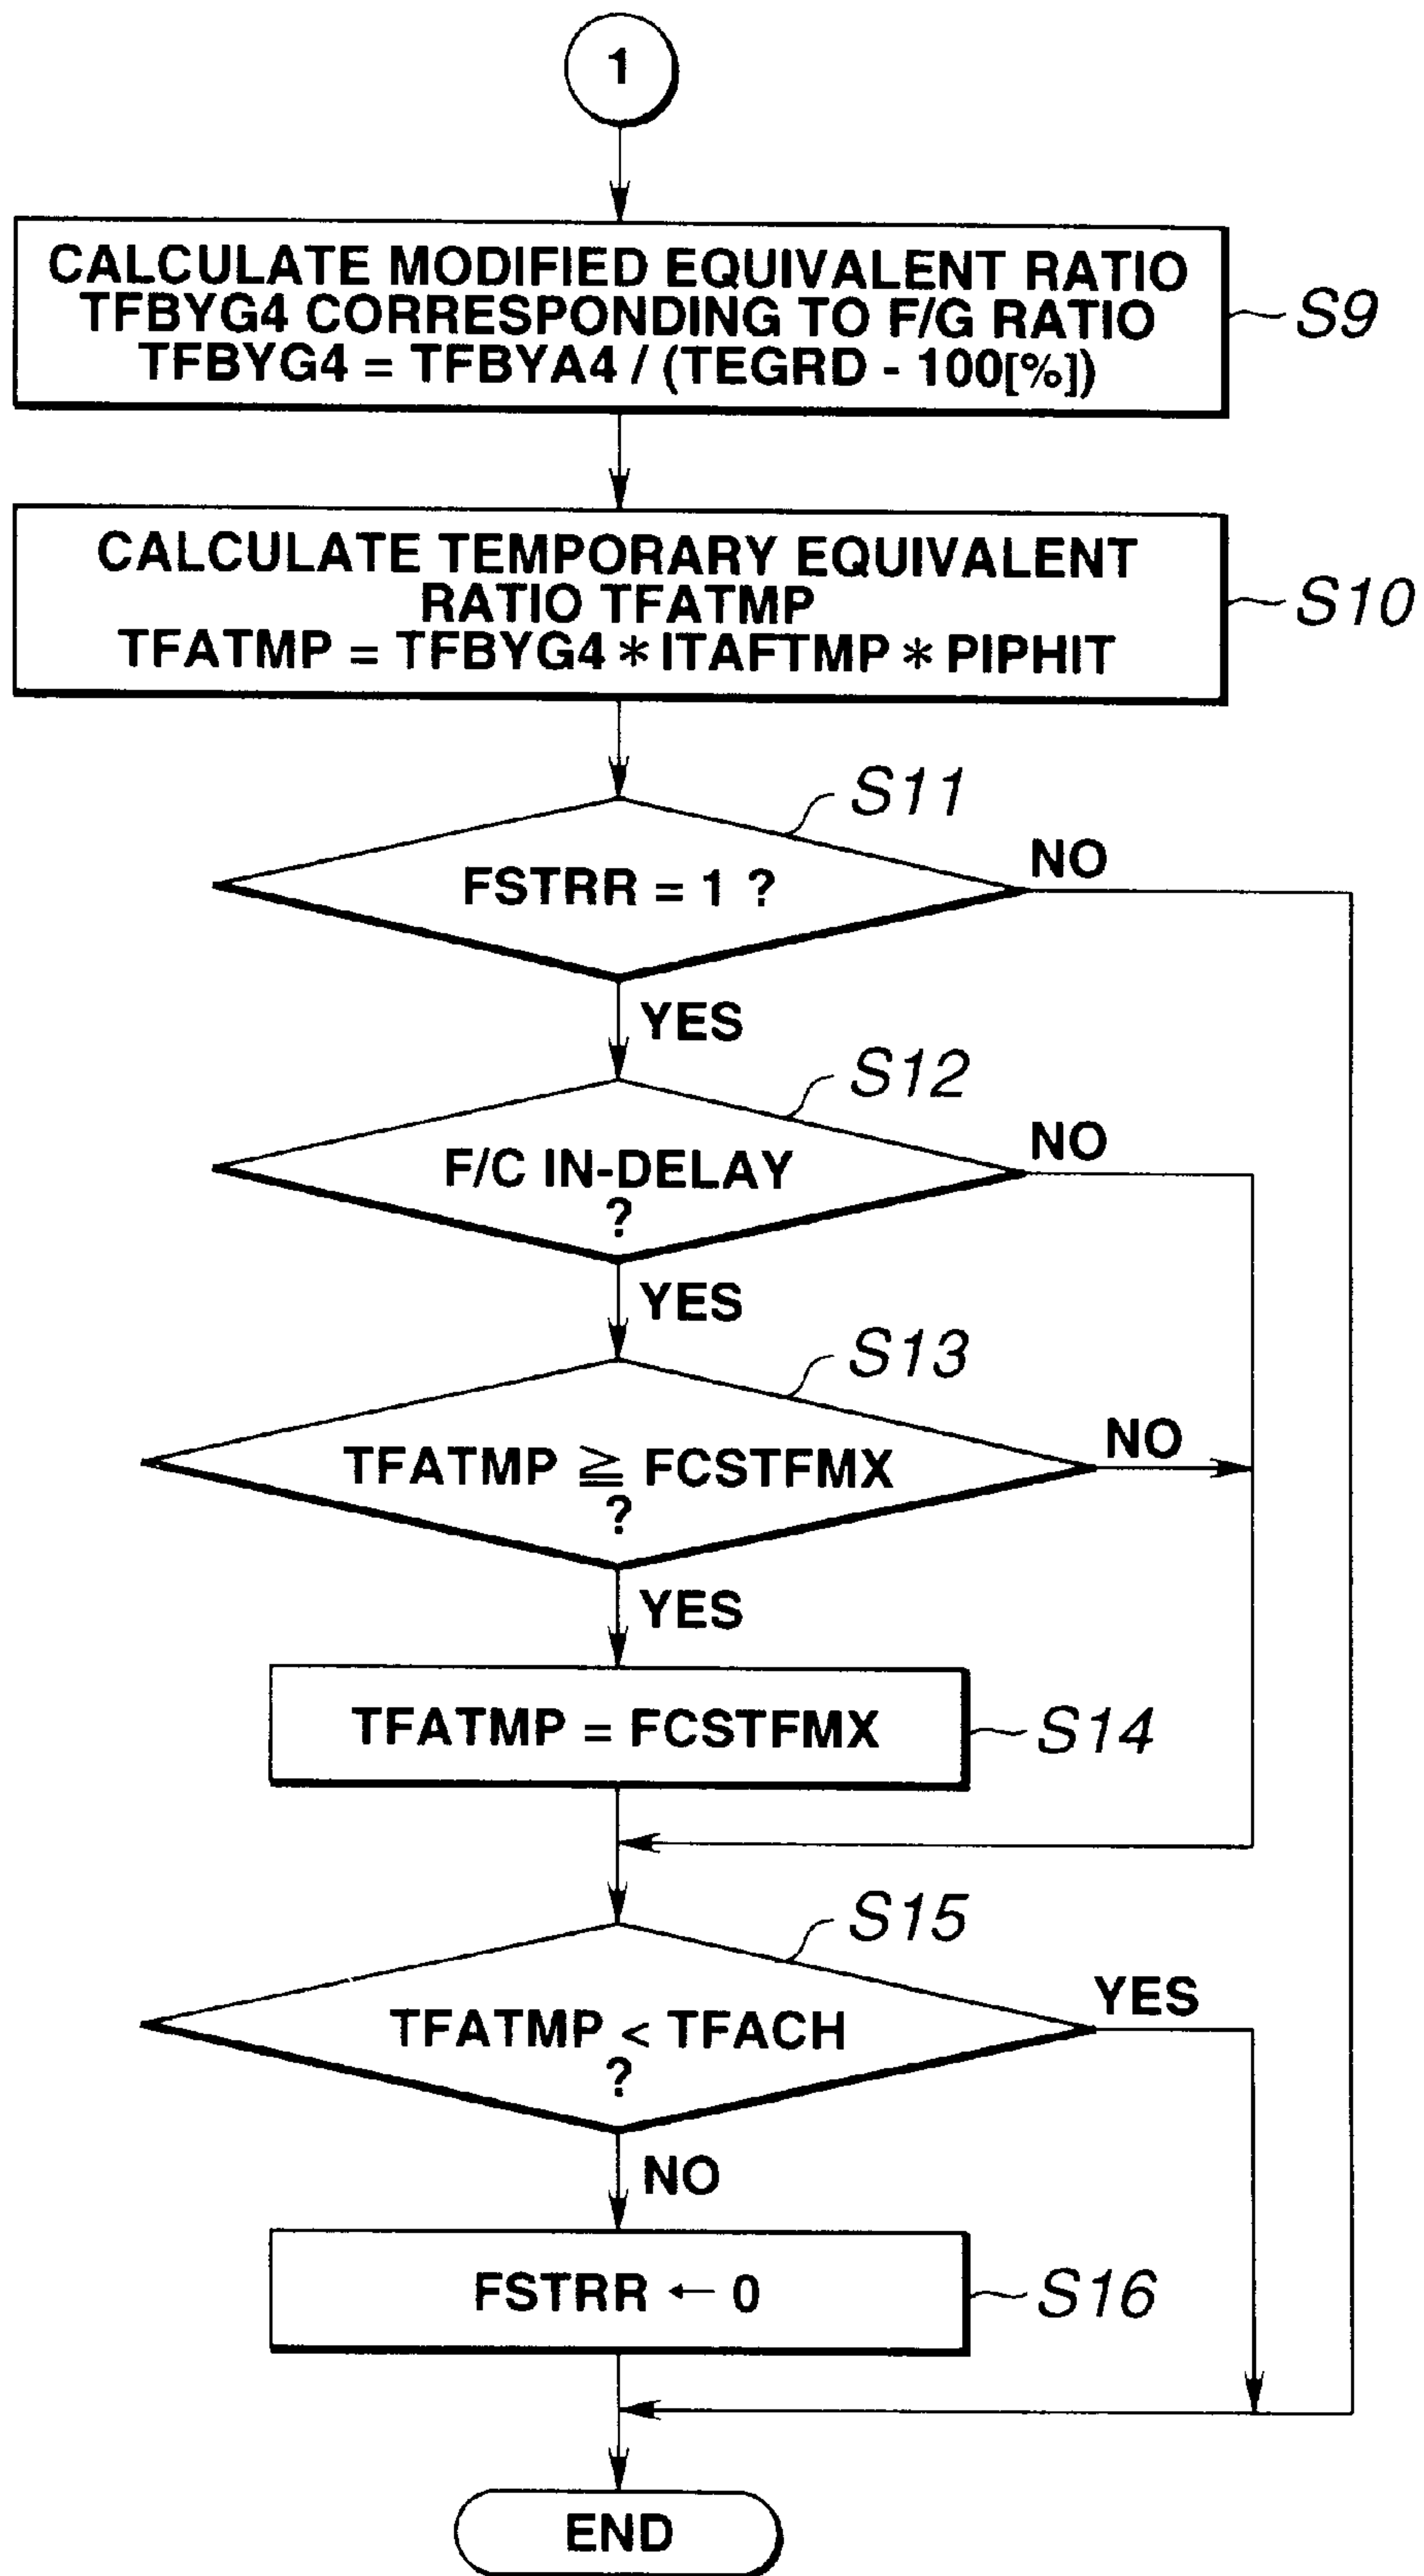 1
CALCULATE MODIFIED EQUIVALENT RATIO
TFBYG4 CORRESPONDING TO F/G RATIO
TFBYG4 = TFBYA4 / (TEGRD - 100[%])
S9
CALCULATE TEMPORARY EQUIVALENT
RATIO TFATMP
TFATMP = TFBYG4 * ITAFTMP * PIPHIT
S10
S11
FSTRR = 1 ?
NO
YES
S12
F/C IN-DELAY
?
NO
YES
S13
TFATMP ≧ FCSTFMX
?
NO
YES
TFATMP = FCSTFMX
S14
S15
TFATMP < TFACH
?
YES
NO
FSTRR ← 0
S16
END